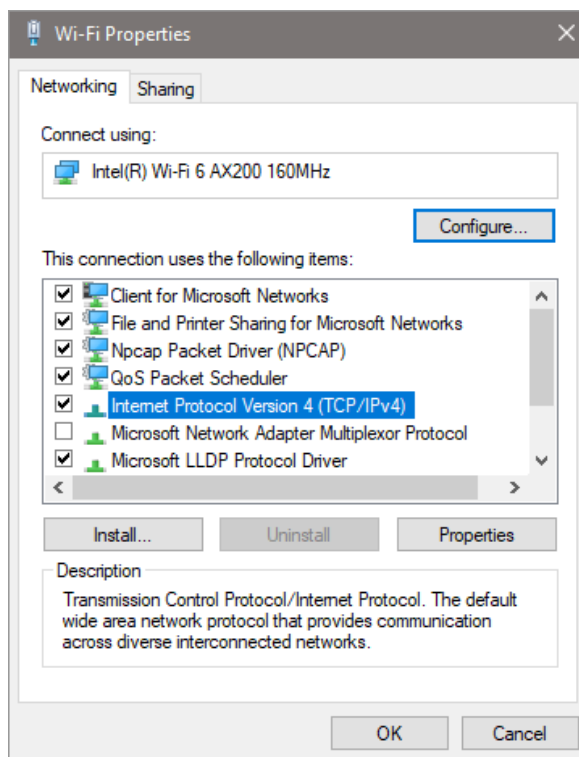 Wi-Fi Properties
Networking
Sharing
Connect using:
Intel(R) Wi-Fi 6 AX200 160MHz
Configure...
This connection uses the following items:
Client for Microsoft Networks
File and Printer Sharing for Microsoft Networks
Npcap Packet Driver (NPCAP)
QoS Packet Scheduler
Internet Protocol Version 4 (TCP/IPv4)
Microsoft Network Adapter Multiplexor Protocol
Microsoft LLDP Protocol Driver
Install...
Uninstall
Properties
Description
Transmission Control Protocol/Internet Protocol. The default
wide area network protocol that provides communication
across diverse interconnected networks.
OK
Cancel